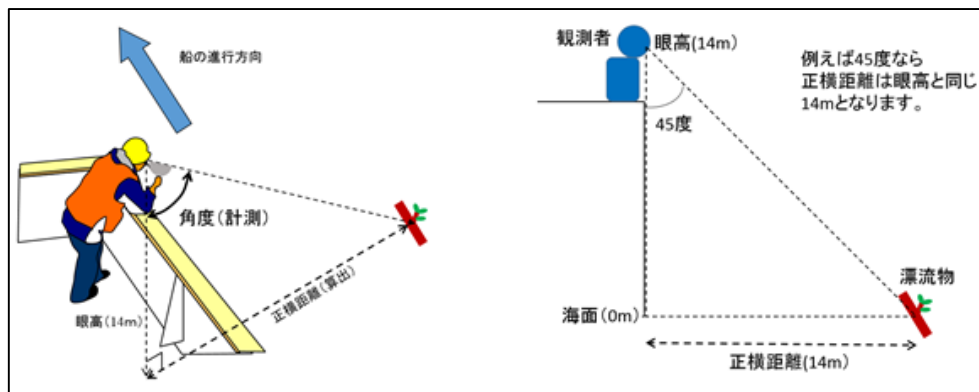 船の進行方向
角度(計測)
正横距離(算出)
眼高(14m)
観測者
眼高(14m)
例えば45度なら
正横距離は眼高と同じ
14mとなります。
45度
漂流物
海面(0m)
正横距離(14m)